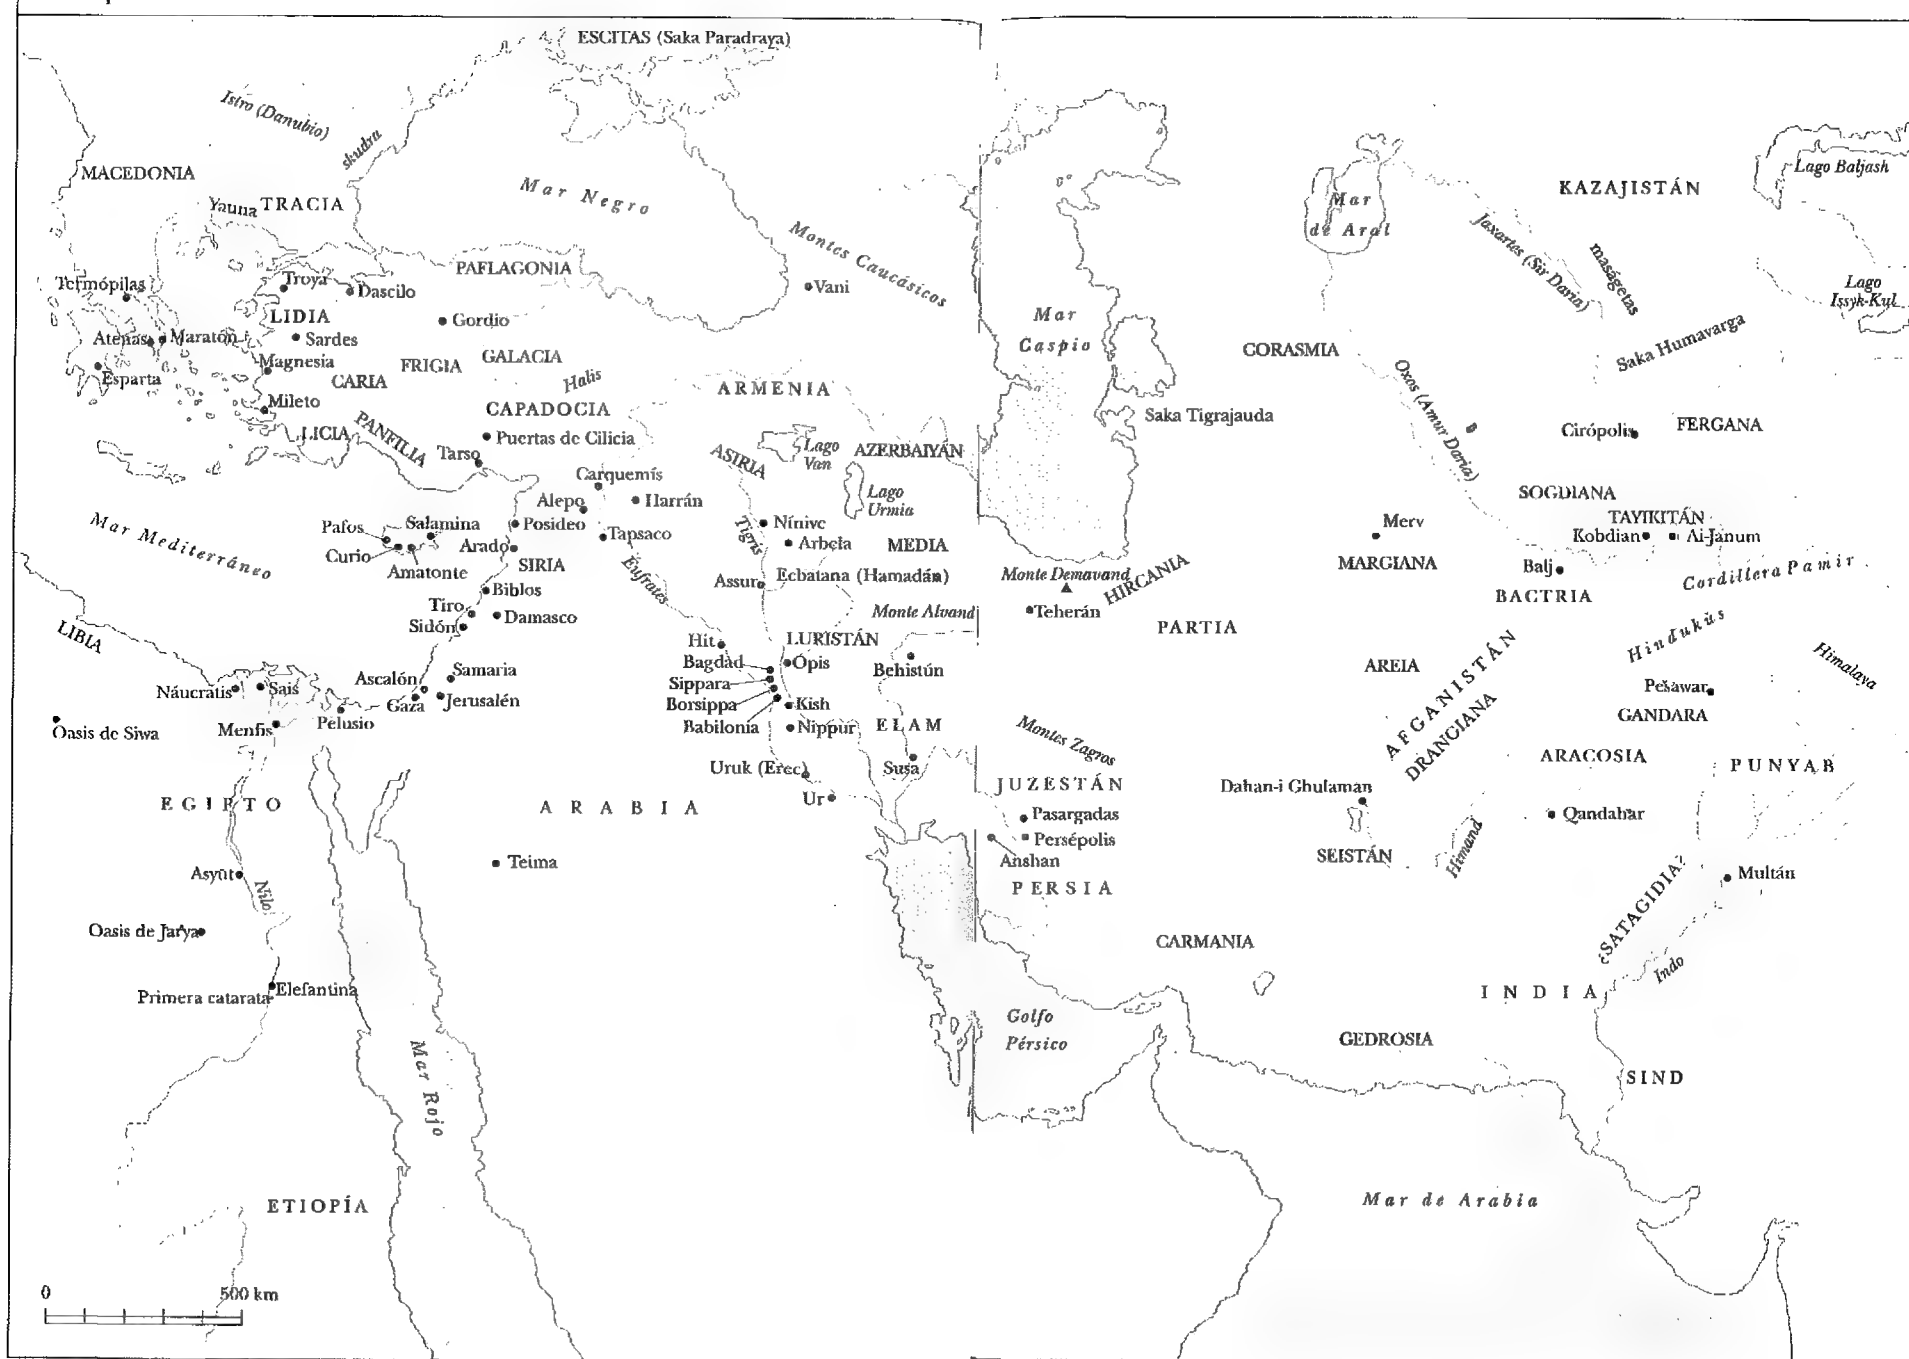 ESCITAS (Saka Paradraya)
Istro (Danubio)
skudra
MACEDONIA
Yauna
TRACIA
Mar Negro
Montes Caucásicos
PAFLAGONIA
Vani
Termópilas
Troya
Dascilo
LIDIA
Gordio
Atenas
Maratón
Sardes
Magnesia
Esparta
CARIA
FRIGIA
GALACIA
Halis
ARMENIA
Mileto
CAPADOCIA
LICIA
PANFILIA
Puertas de Cilicia
Tarso
Lago
Van
AZERBAIYÁN
ASIRIA
Carquemís
Harrán
Alepo
Lago
Urmia
Mar Mediterráneo
Pafos
Salamina
Posideo
Tapsaco
Tigris
Nínive
Curio
Amatonte
Arado
SIRIA
Arbela
MEDIA
Éufrates
Assur
Ecbatana (Hamadán)
Biblos
Tiro
Damasco
Sidón
Monte Alvand
LIBIA
Hit
LURISTÁN
Bagdad
Opis
Behistún
Sippara
Borsippa
Kish
Babilonia
Nippur
ELAM
Náucratis
Sais
Ascalón
Samaria
Gaza
Jerusalén
Oasis de Siwa
Menfis
Pelusio
Uruk (Erec)
Susa
Ur
EGIPTO
ARABIA
Asyūt
Nilo
Teima
Oasis de Jarya
Primera catarata
Elefantina
Mar Rojo
ETIOPÍA
0
500 km
Mar
de Aral
KAZAJISTÁN
Lago Baljash
Jaxartes (Sir Daria)
maságetas
Lago
Issyk-Kul
Mar
Caspio
CORASMIA
Saka Humavarga
Oxos (Amur Daria)
Saka Tigrajauda
Cirópolis
FERGANA
SOGDIANA
TAYIKITÁN
Merv
Kobdian
Ai-Janum
MARGIANA
Balj
Cordillera Pamir
Monte Demavand
HIRCANIA
BACTRIA
Teherán
PARTIA
Hindukús
Himalaya
AREIA
AFGANISTÁN
Pešawar
GANDARA
DRANGIANA
Montes Zagros
ARACOSIA
PUNYAB
JUZESTÁN
Dahan-i Ghulaman
Pasargadas
Qandahar
Persépolis
Anshan
SEISTÁN
Himand
PERSIA
Multán
¿SATAGIDIA?
CARMANIA
Indo
INDIA
Golfo
Pérsico
GEDROSIA
SIND
Mar de Arabia